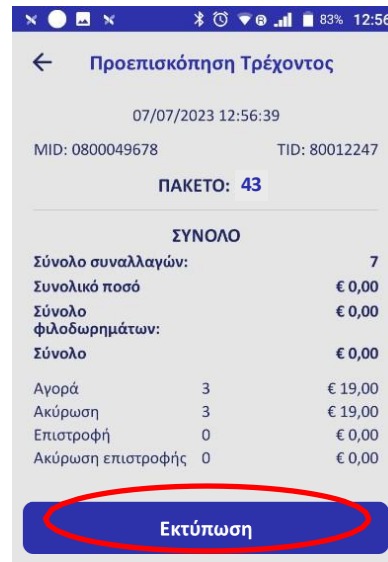 83% 12:56
Προεπισκόπηση Τρέχοντος
07/07/2023 12:56:39
MID: 0800049678 TID: 80012247
ΠΑΚΕΤΟ: 43
ΣΥΝΟΛΟ
Σύνολο συναλλαγών: 7
Συνολικό ποσό € 0,00
Σύνολο φιλοδωρημάτων: € 0,00
Σύνολο € 0,00
Αγορά 3 € 19,00
Ακύρωση 3 € 19,00
Επιστροφή 0 € 0,00
Ακύρωση επιστροφής 0 € 0,00
Εκτύπωση